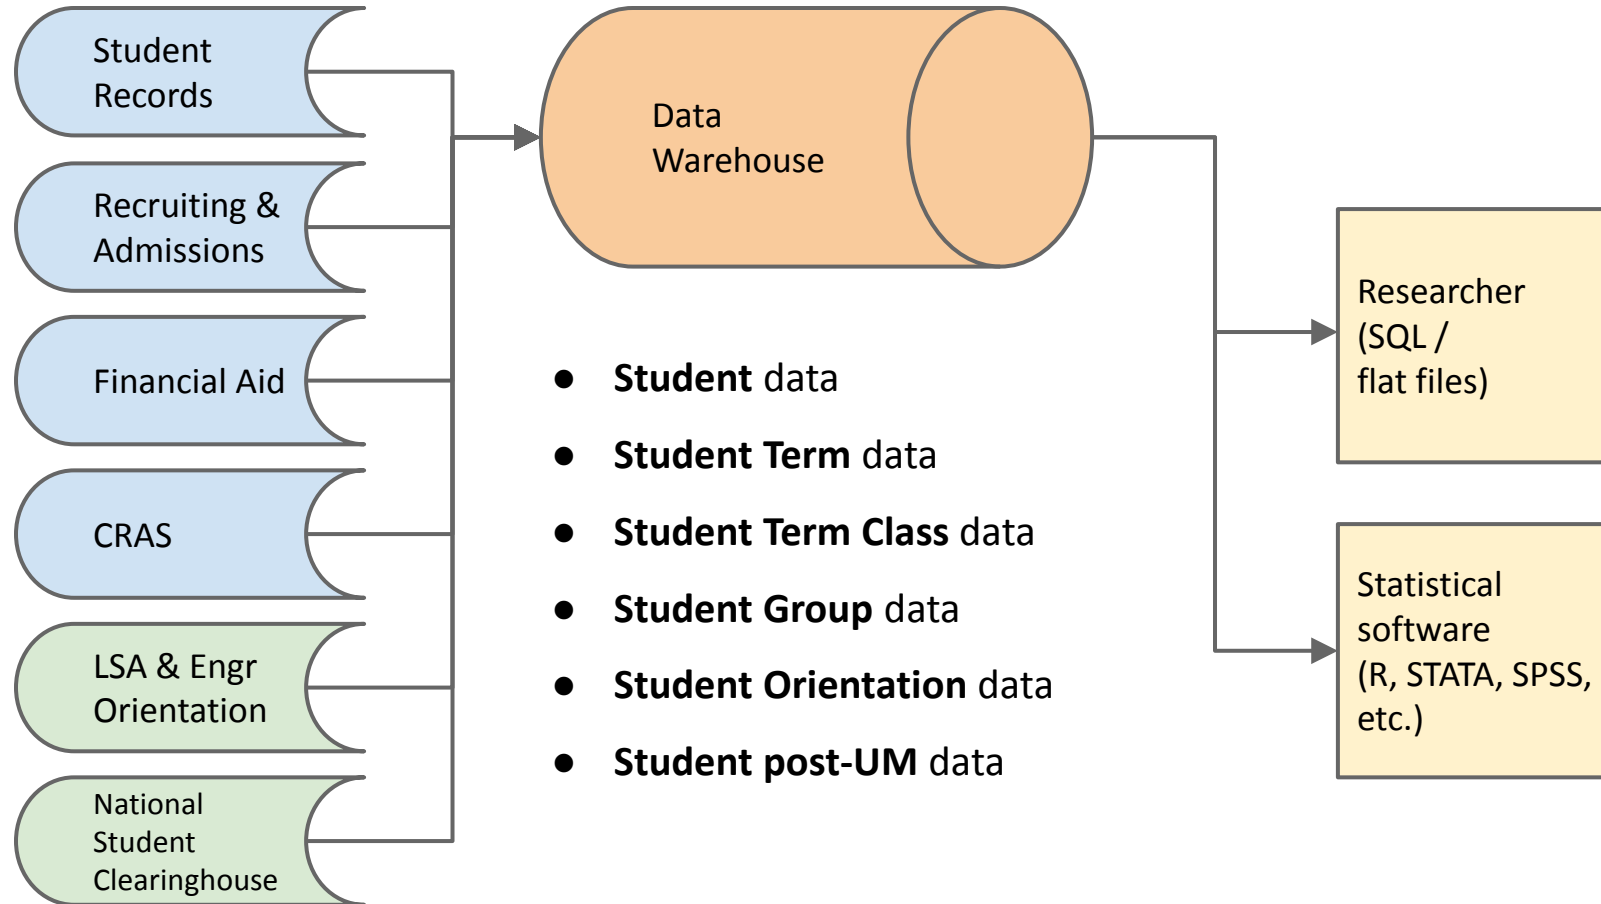 Student
Records
Recruiting &
Admissions
Financial Aid
CRAS
LSA & Engr
Orientation
National
Student
Clearinghouse
Data
Warehouse
● Student data
● Student Term data
● Student Term Class data
● Student Group data
● Student Orientation data
● Student post-UM data
Researcher
(SQL /
flat files)
Statistical
software
(R, STATA, SPSS,
etc.)